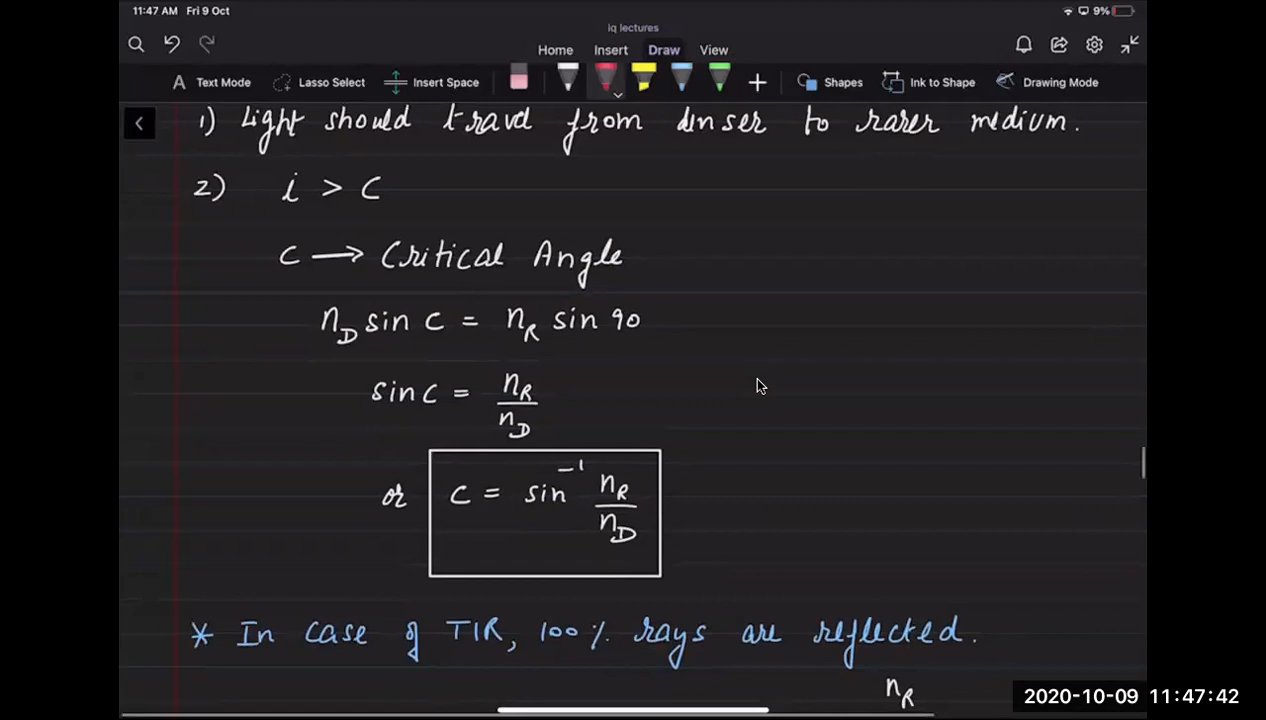 11:47 AM Fri 9 Oct
9%
iq lectures
Home Insert Draw View
Text Mode Lasso Select Insert Space Shapes Ink to Shape Drawing Mode
1) Light should travel from denser to rarer medium.
2) i > C
C → Critical Angle
n_D sin C = n_R sin 90
sin C = n_R / n_D
or C = sin⁻¹ n_R / n_D
* In case of TIR, 100% rays are reflected.
n_R
2020-10-09 11:47:42